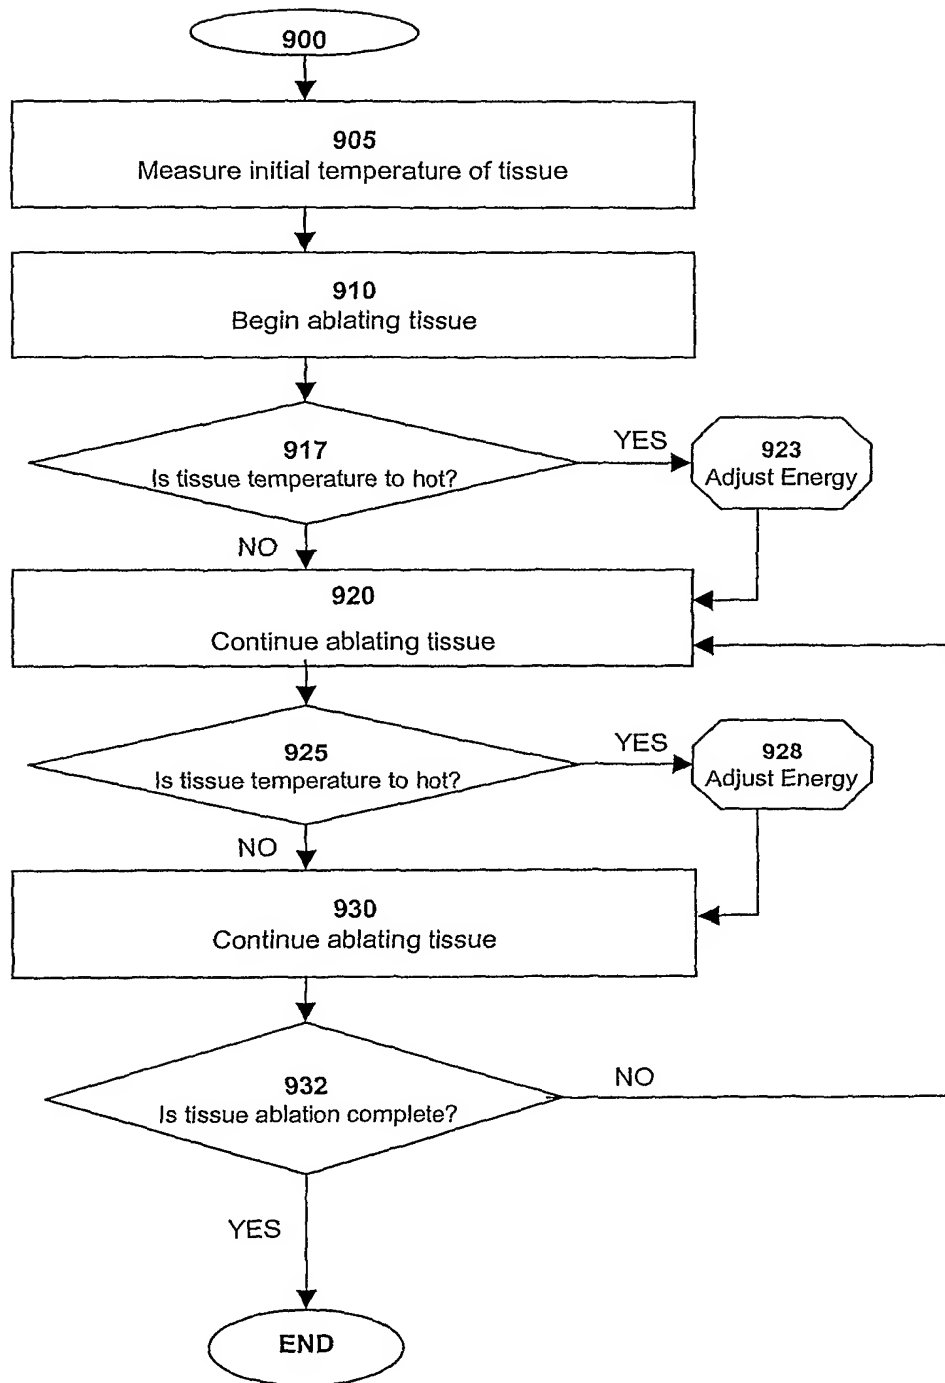 900
905
Measure initial temperature of tissue
910
Begin ablating tissue
917
Is tissue temperature to hot?
YES
923
Adjust Energy
NO
920
Continue ablating tissue
925
Is tissue temperature to hot?
YES
928
Adjust Energy
NO
930
Continue ablating tissue
932
Is tissue ablation complete?
NO
YES
END